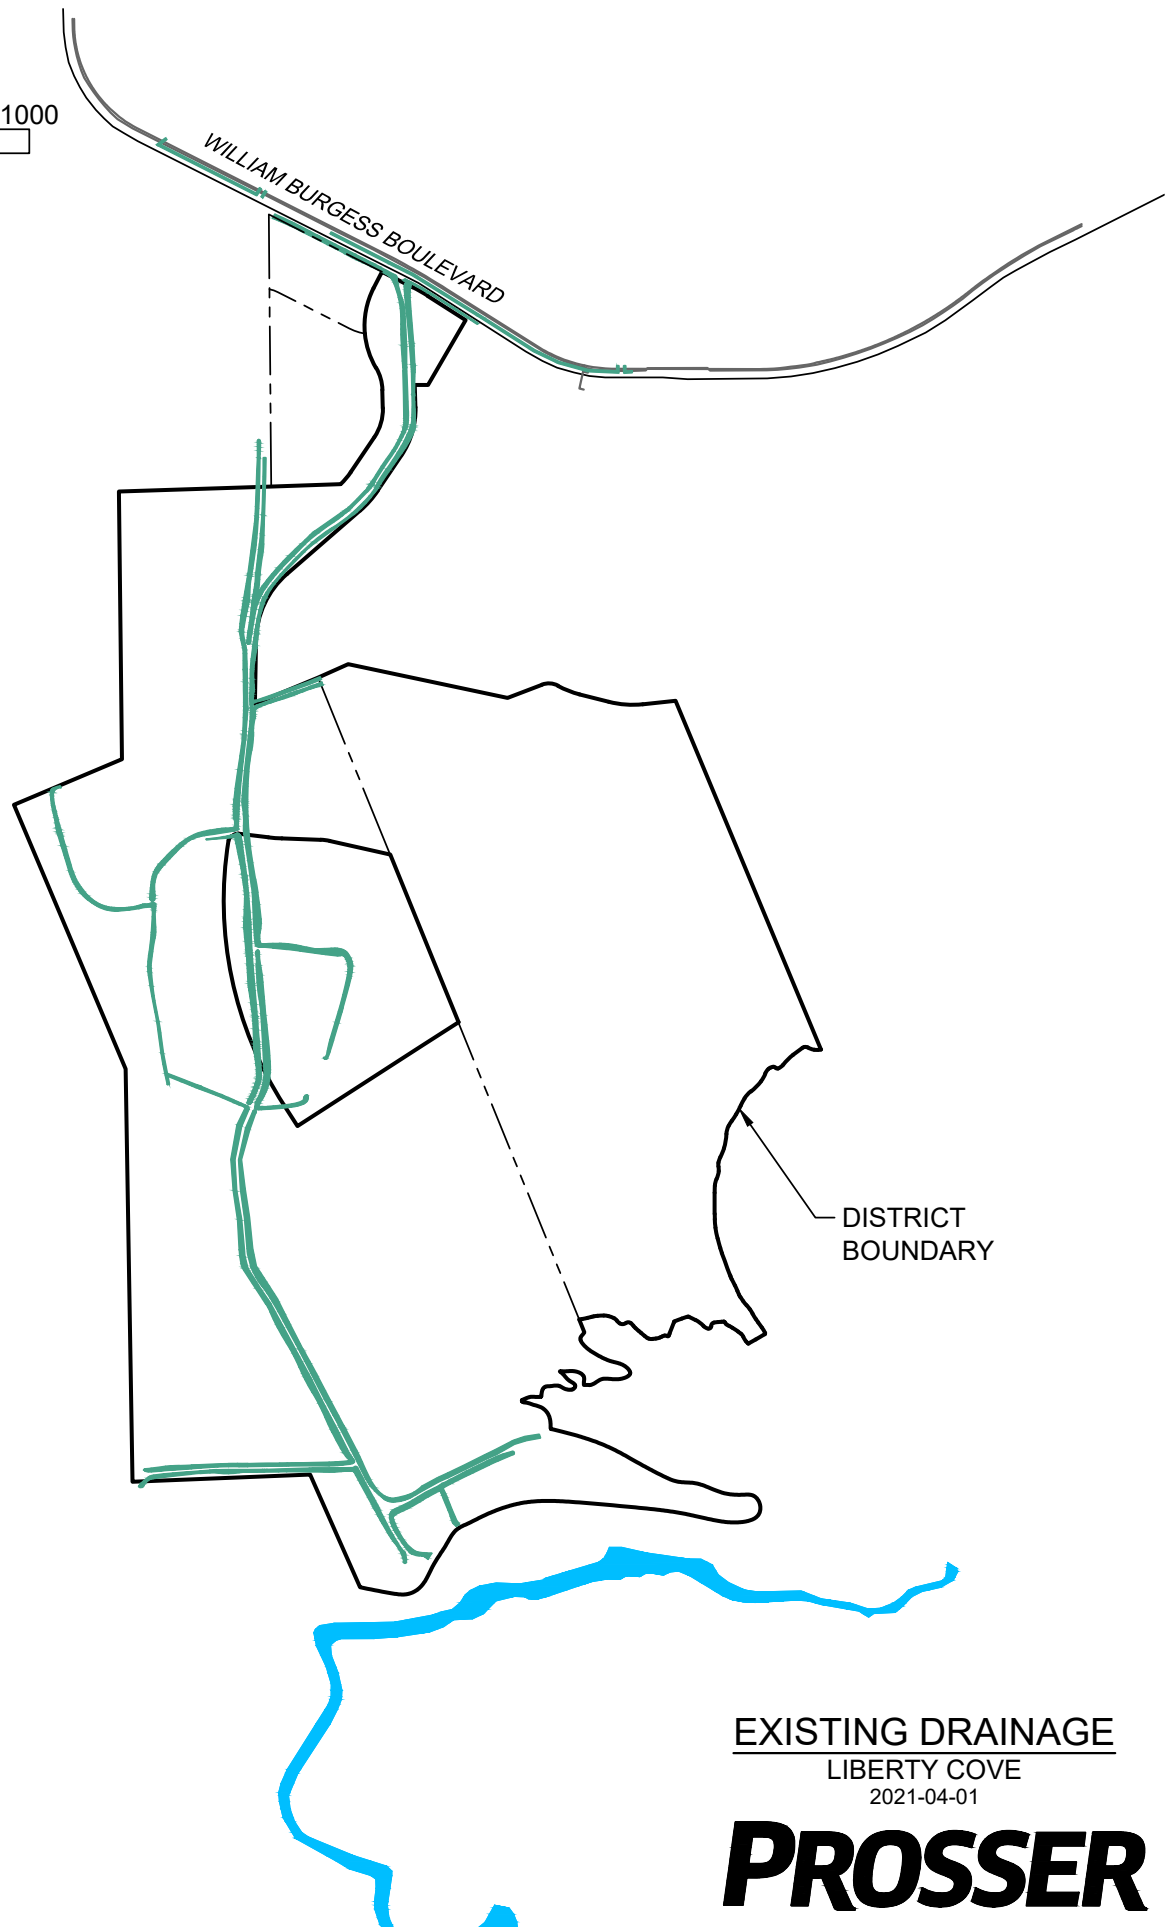 1000
WILLIAM BURGESS BOULEVARD
DISTRICT
BOUNDARY
EXISTING DRAINAGE
LIBERTY COVE
2021-04-01
PROSSER